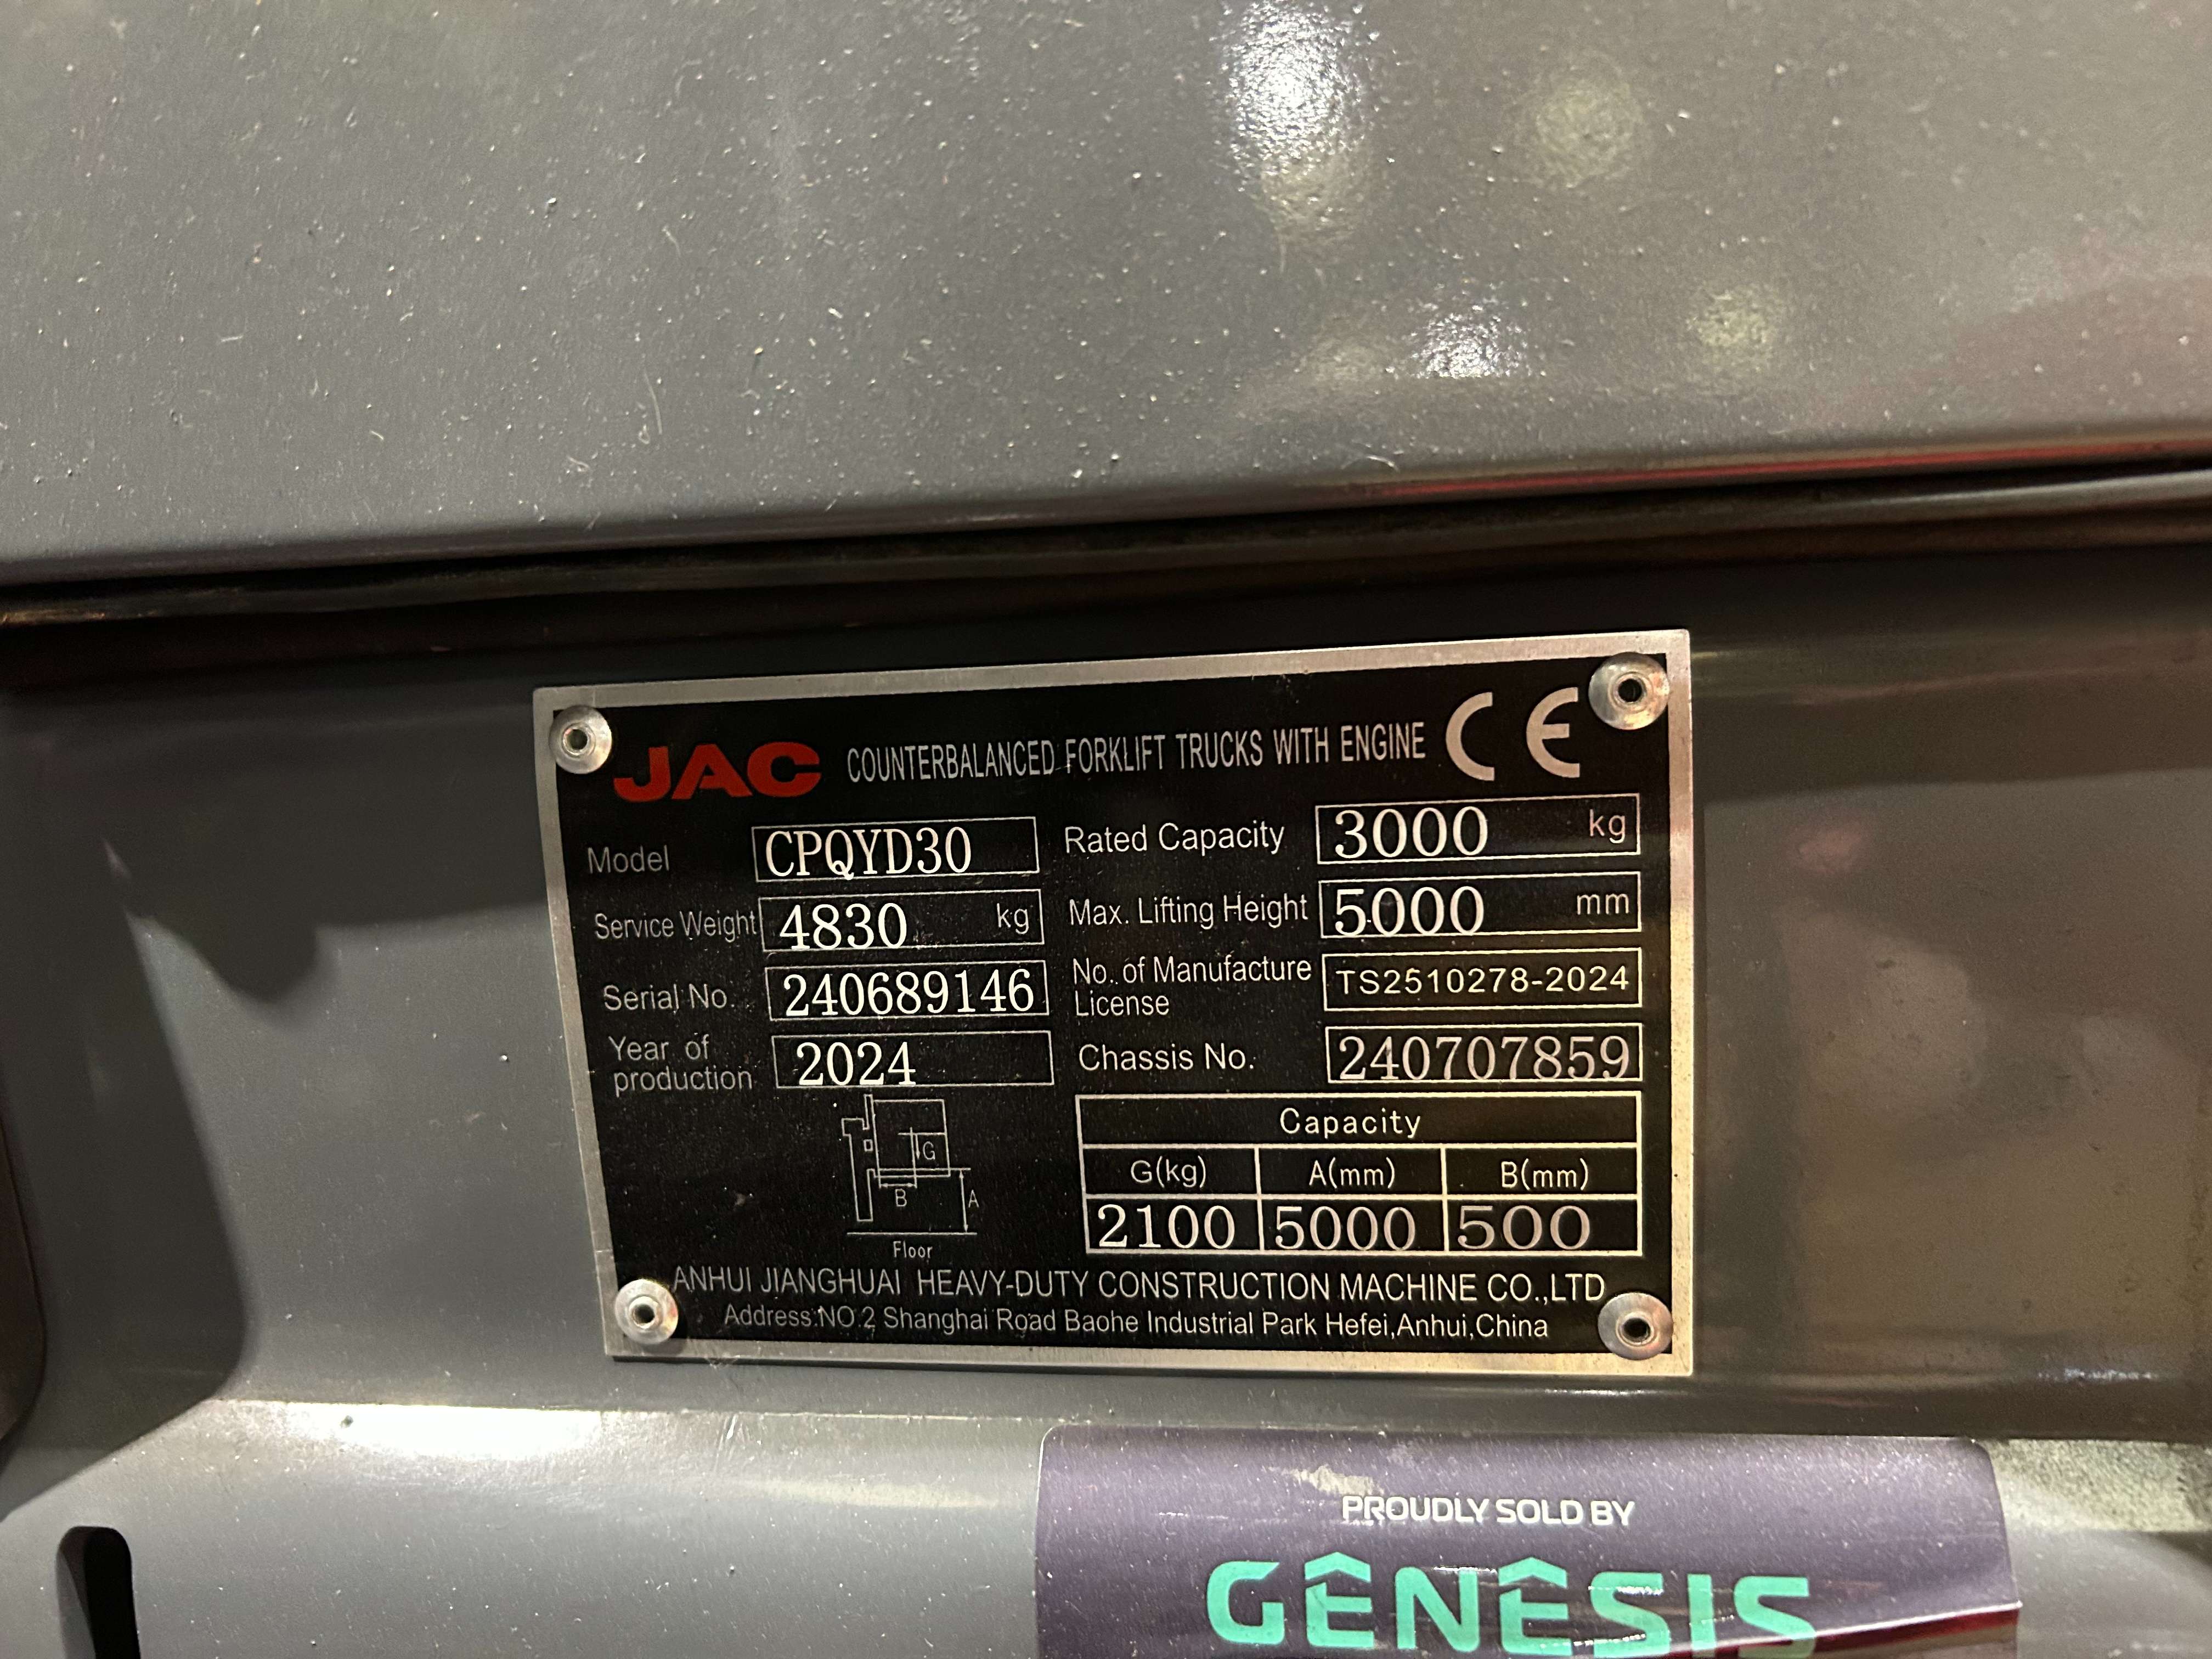 JAC COUNTERBALANCED FORKLIFT TRUCKS WITH ENGINE CE
Model CPQYD30 Rated Capacity 3000 kg
Service Weight 4830 kg Max. Lifting Height 5000 mm
Serial No. 240689146 No. of Manufacture License TS2510278-2024
Year of production 2024 Chassis No. 240707859
Capacity
G(kg) A(mm) B(mm)
2100 5000 500
G
B A
Floor
ANHUI JIANGHUAI HEAVY-DUTY CONSTRUCTION MACHINE CO.,LTD
Address:NO.2 Shanghai Road Baohe Industrial Park Hefei,Anhui,China
PROUDLY SOLD BY
GÊNÊSIS